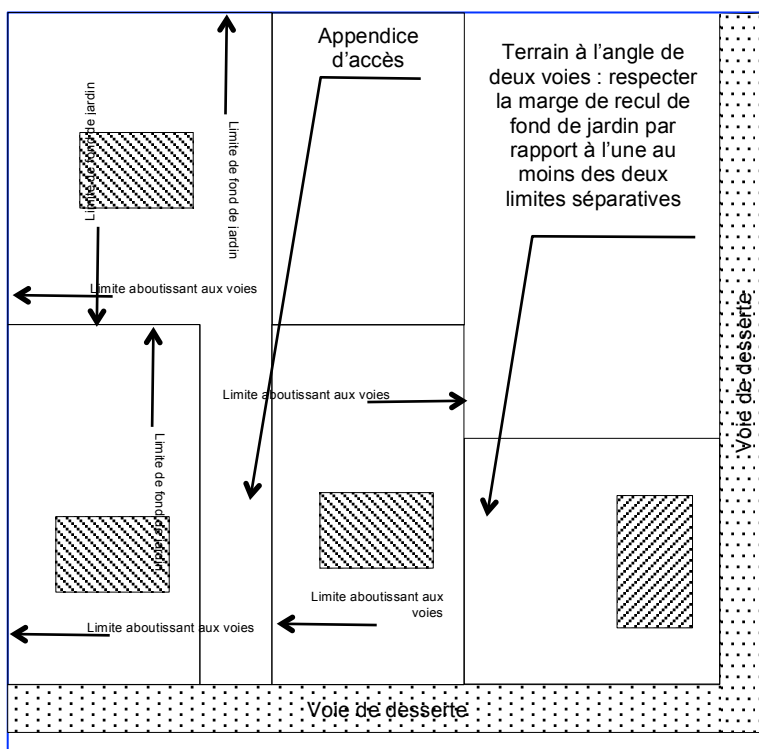 Appendice
d'accès
Terrain à l'angle de
deux voies : respecter
la marge de recul de
fond de jardin par
rapport à l'une au
moins des deux
limites séparatives
Limite de fond de jardin
Limite de fond de jardin
Limite aboutissant aux voies
Limite aboutissant aux voies
Voie de desserte
Limite de fond de jardin
Limite aboutissant aux
voies
Limite aboutissant aux voies
Voie de desserte